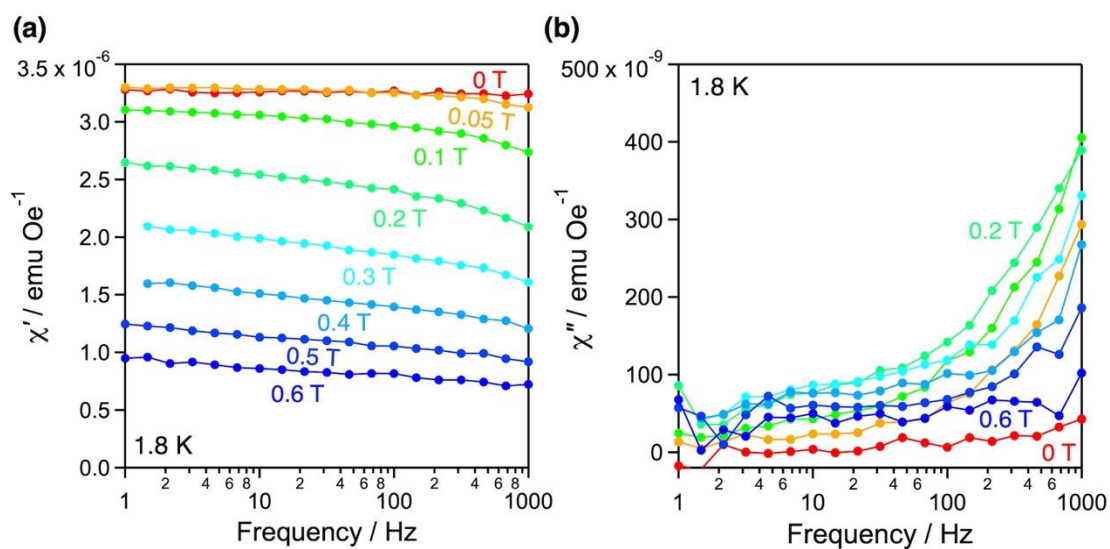 (a)
3.5 x 10⁻⁶
3.0
2.5
2.0
1.5
1.0
0.5
0.0
χ′ / emu Oe⁻¹
0 T
0.05 T
0.1 T
0.2 T
0.3 T
0.4 T
0.5 T
0.6 T
1.8 K
1 2 4 6 8 10 2 4 6 8 100 2 4 6 8 1000
Frequency / Hz
(b)
500 x 10⁻⁹
400
300
200
100
0
χ″ / emu Oe⁻¹
1.8 K
0.2 T
0.6 T
0 T
1 2 4 6 8 10 2 4 6 8 100 2 4 6 8 1000
Frequency / Hz